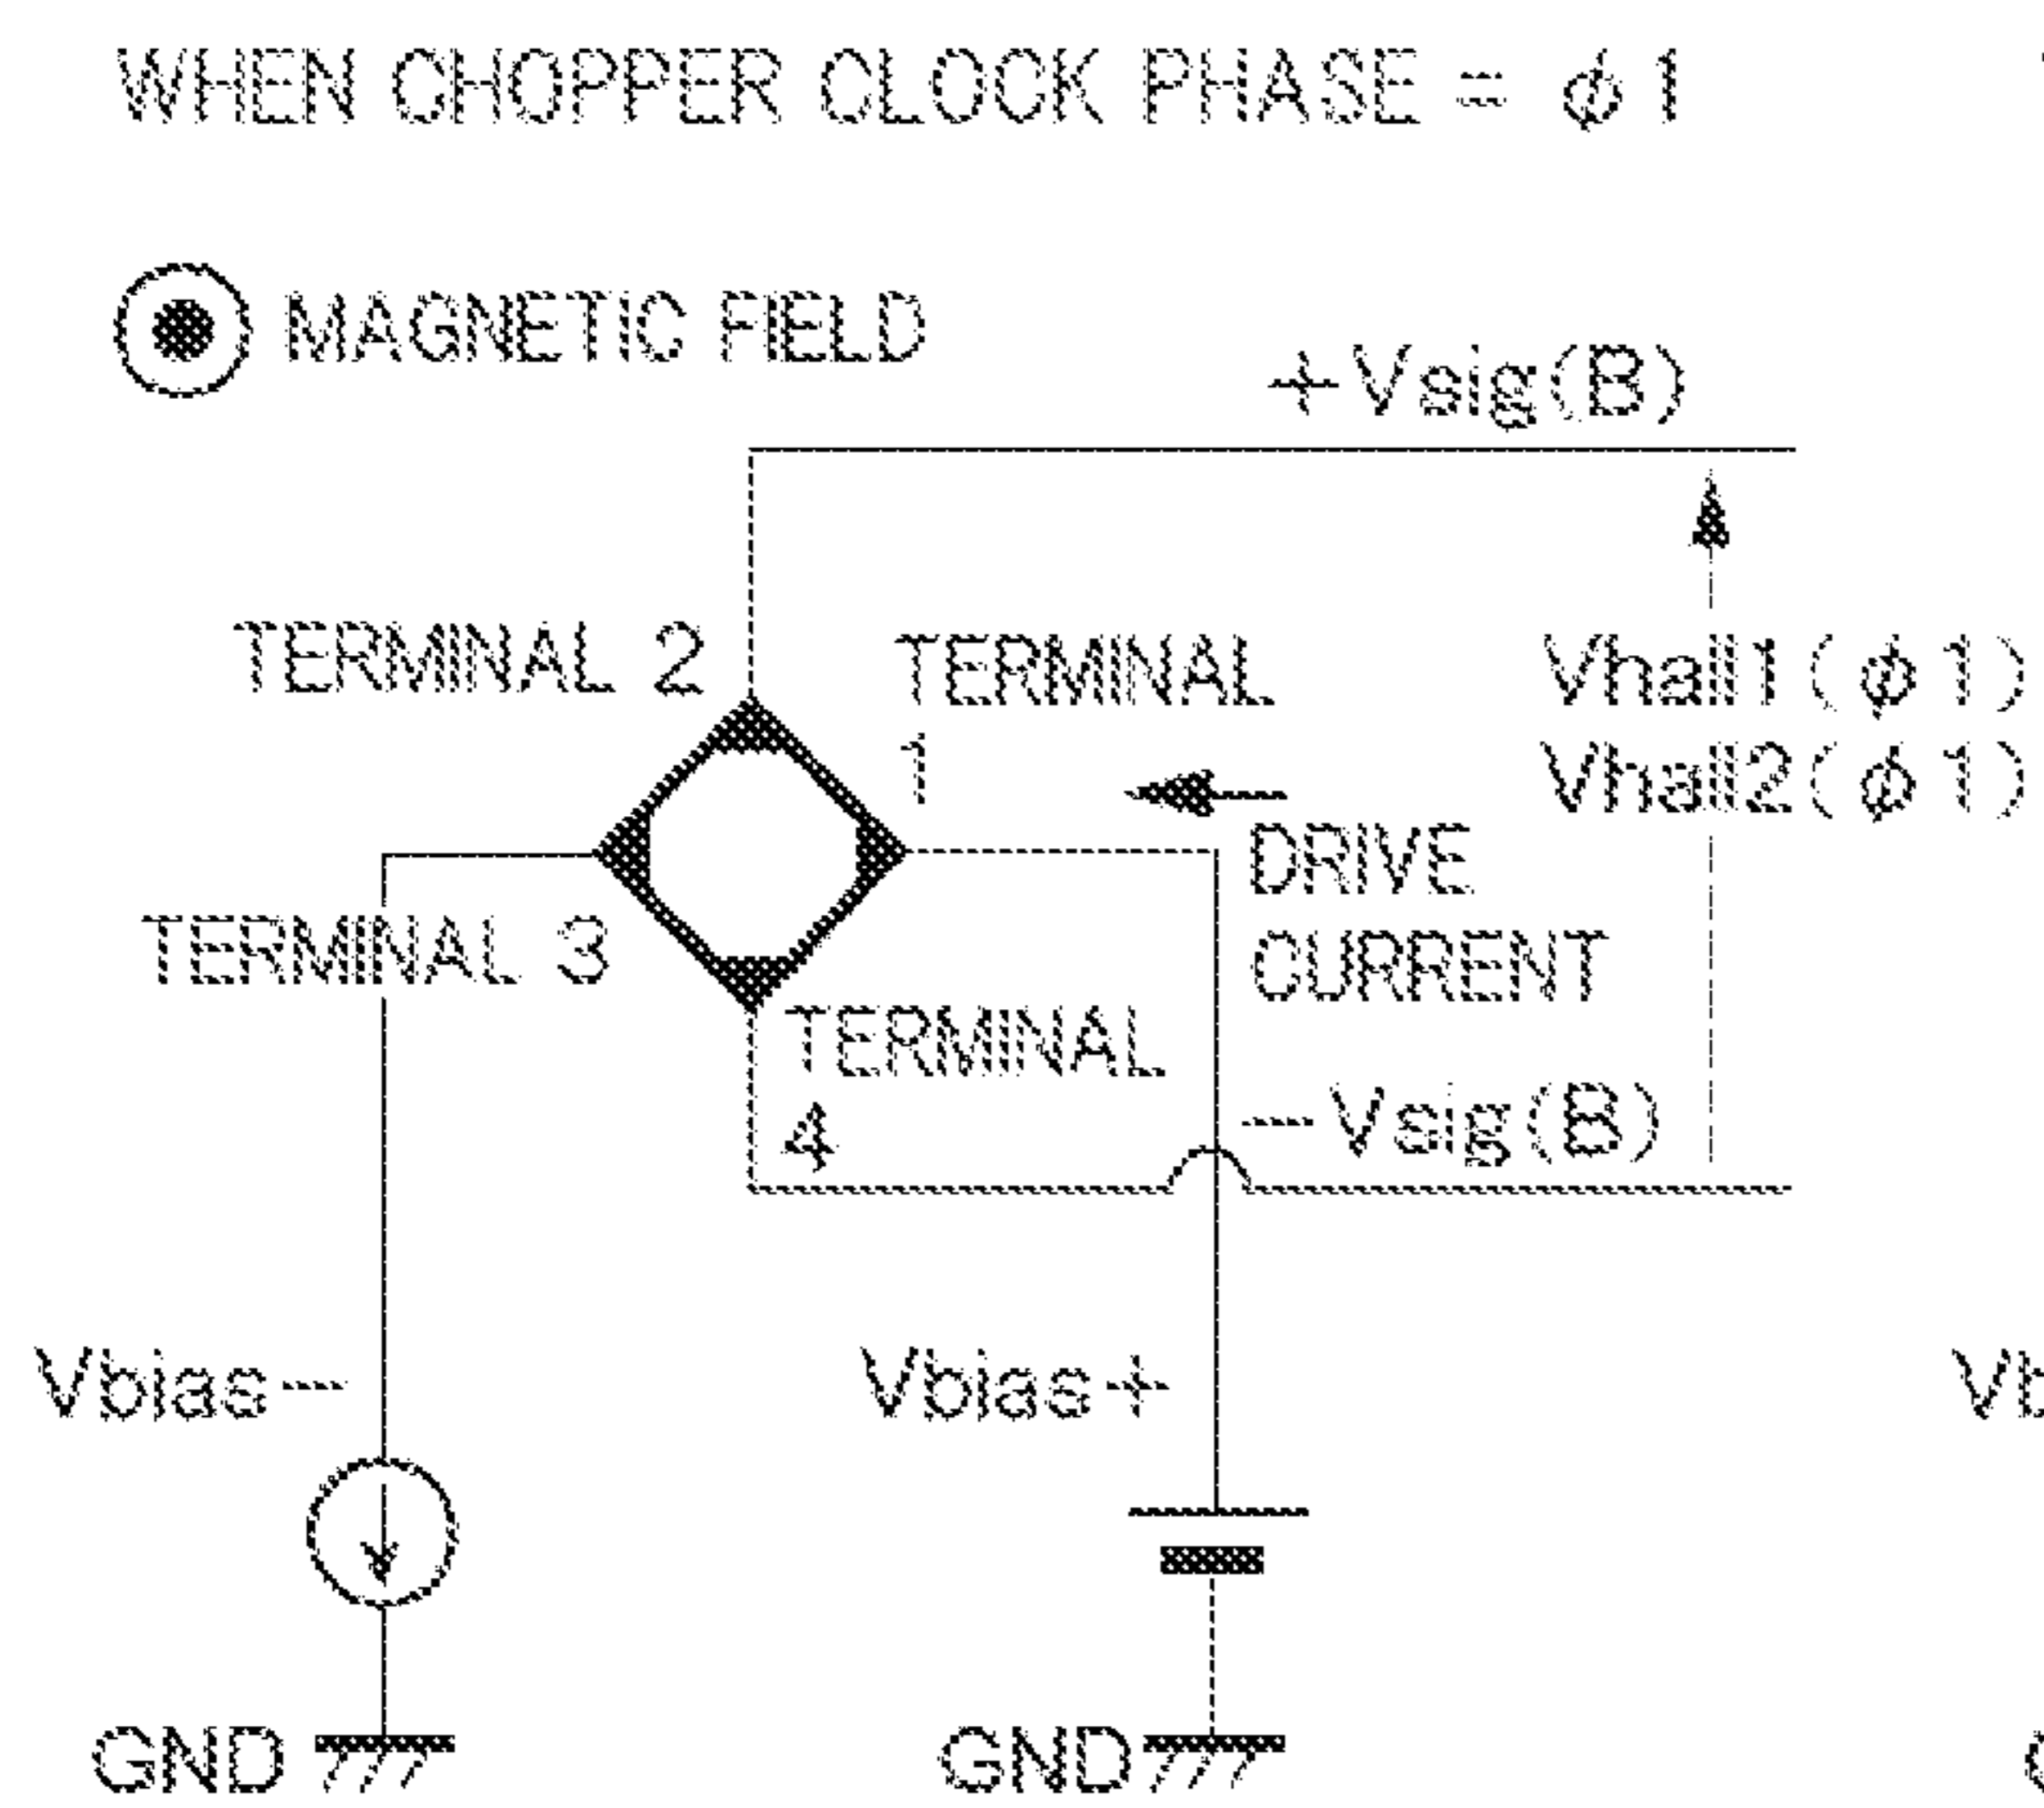 WHEN CHOPPER CLOCK PHASE = φ1
MAGNETIC FIELD
+Vsig(B)
TERMINAL 2
TERMINAL
1
Vhall1(φ1)
Vhall2(φ1)
DRIVE
CURRENT
TERMINAL 3
TERMINAL
4
−Vsig(B)
Vbias−
Vbias+
GND
GND